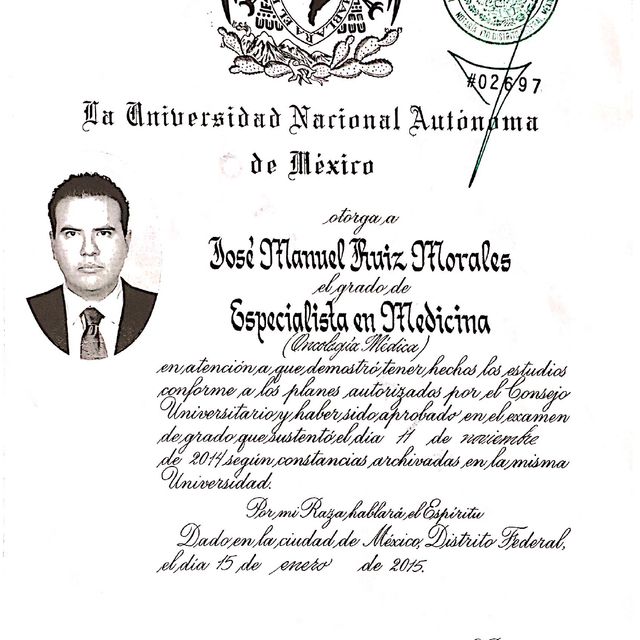 #02697
La Universidad Nacional Autónoma
de México
otorga a
José Manuel Ruiz Morales
el grado de
Especialista en Medicina
(Oncología Médica)
en atención a que demostró tener hechos los estudios
conforme a los planes autorizados por el Consejo
Universitario y haber sido aprobado en el examen
de grado que sustentó el día 11 de noviembre
de 2014 según constancias archivadas en la misma
Universidad.
Por mi Raza hablará el Espíritu
Dado en la ciudad de México, Distrito Federal,
el día 15 de enero de 2015.